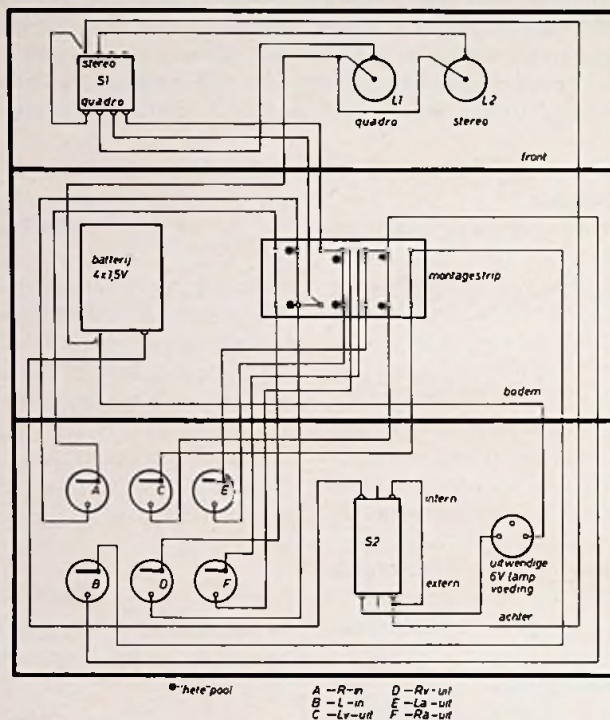 stereo
S1
quadro
L1
L2
quadro
stereo
front
batterij
4x1,5V
montagestrip
bodem
A
C
E
intern
S2
extern
uitwendige
6V lamp
voeding
B
D
F
achter
"hete" pool
A - R-in
D - Rv-uit
B - L-in
E - La-uit
C - Lv-uit
F - Ra-uit